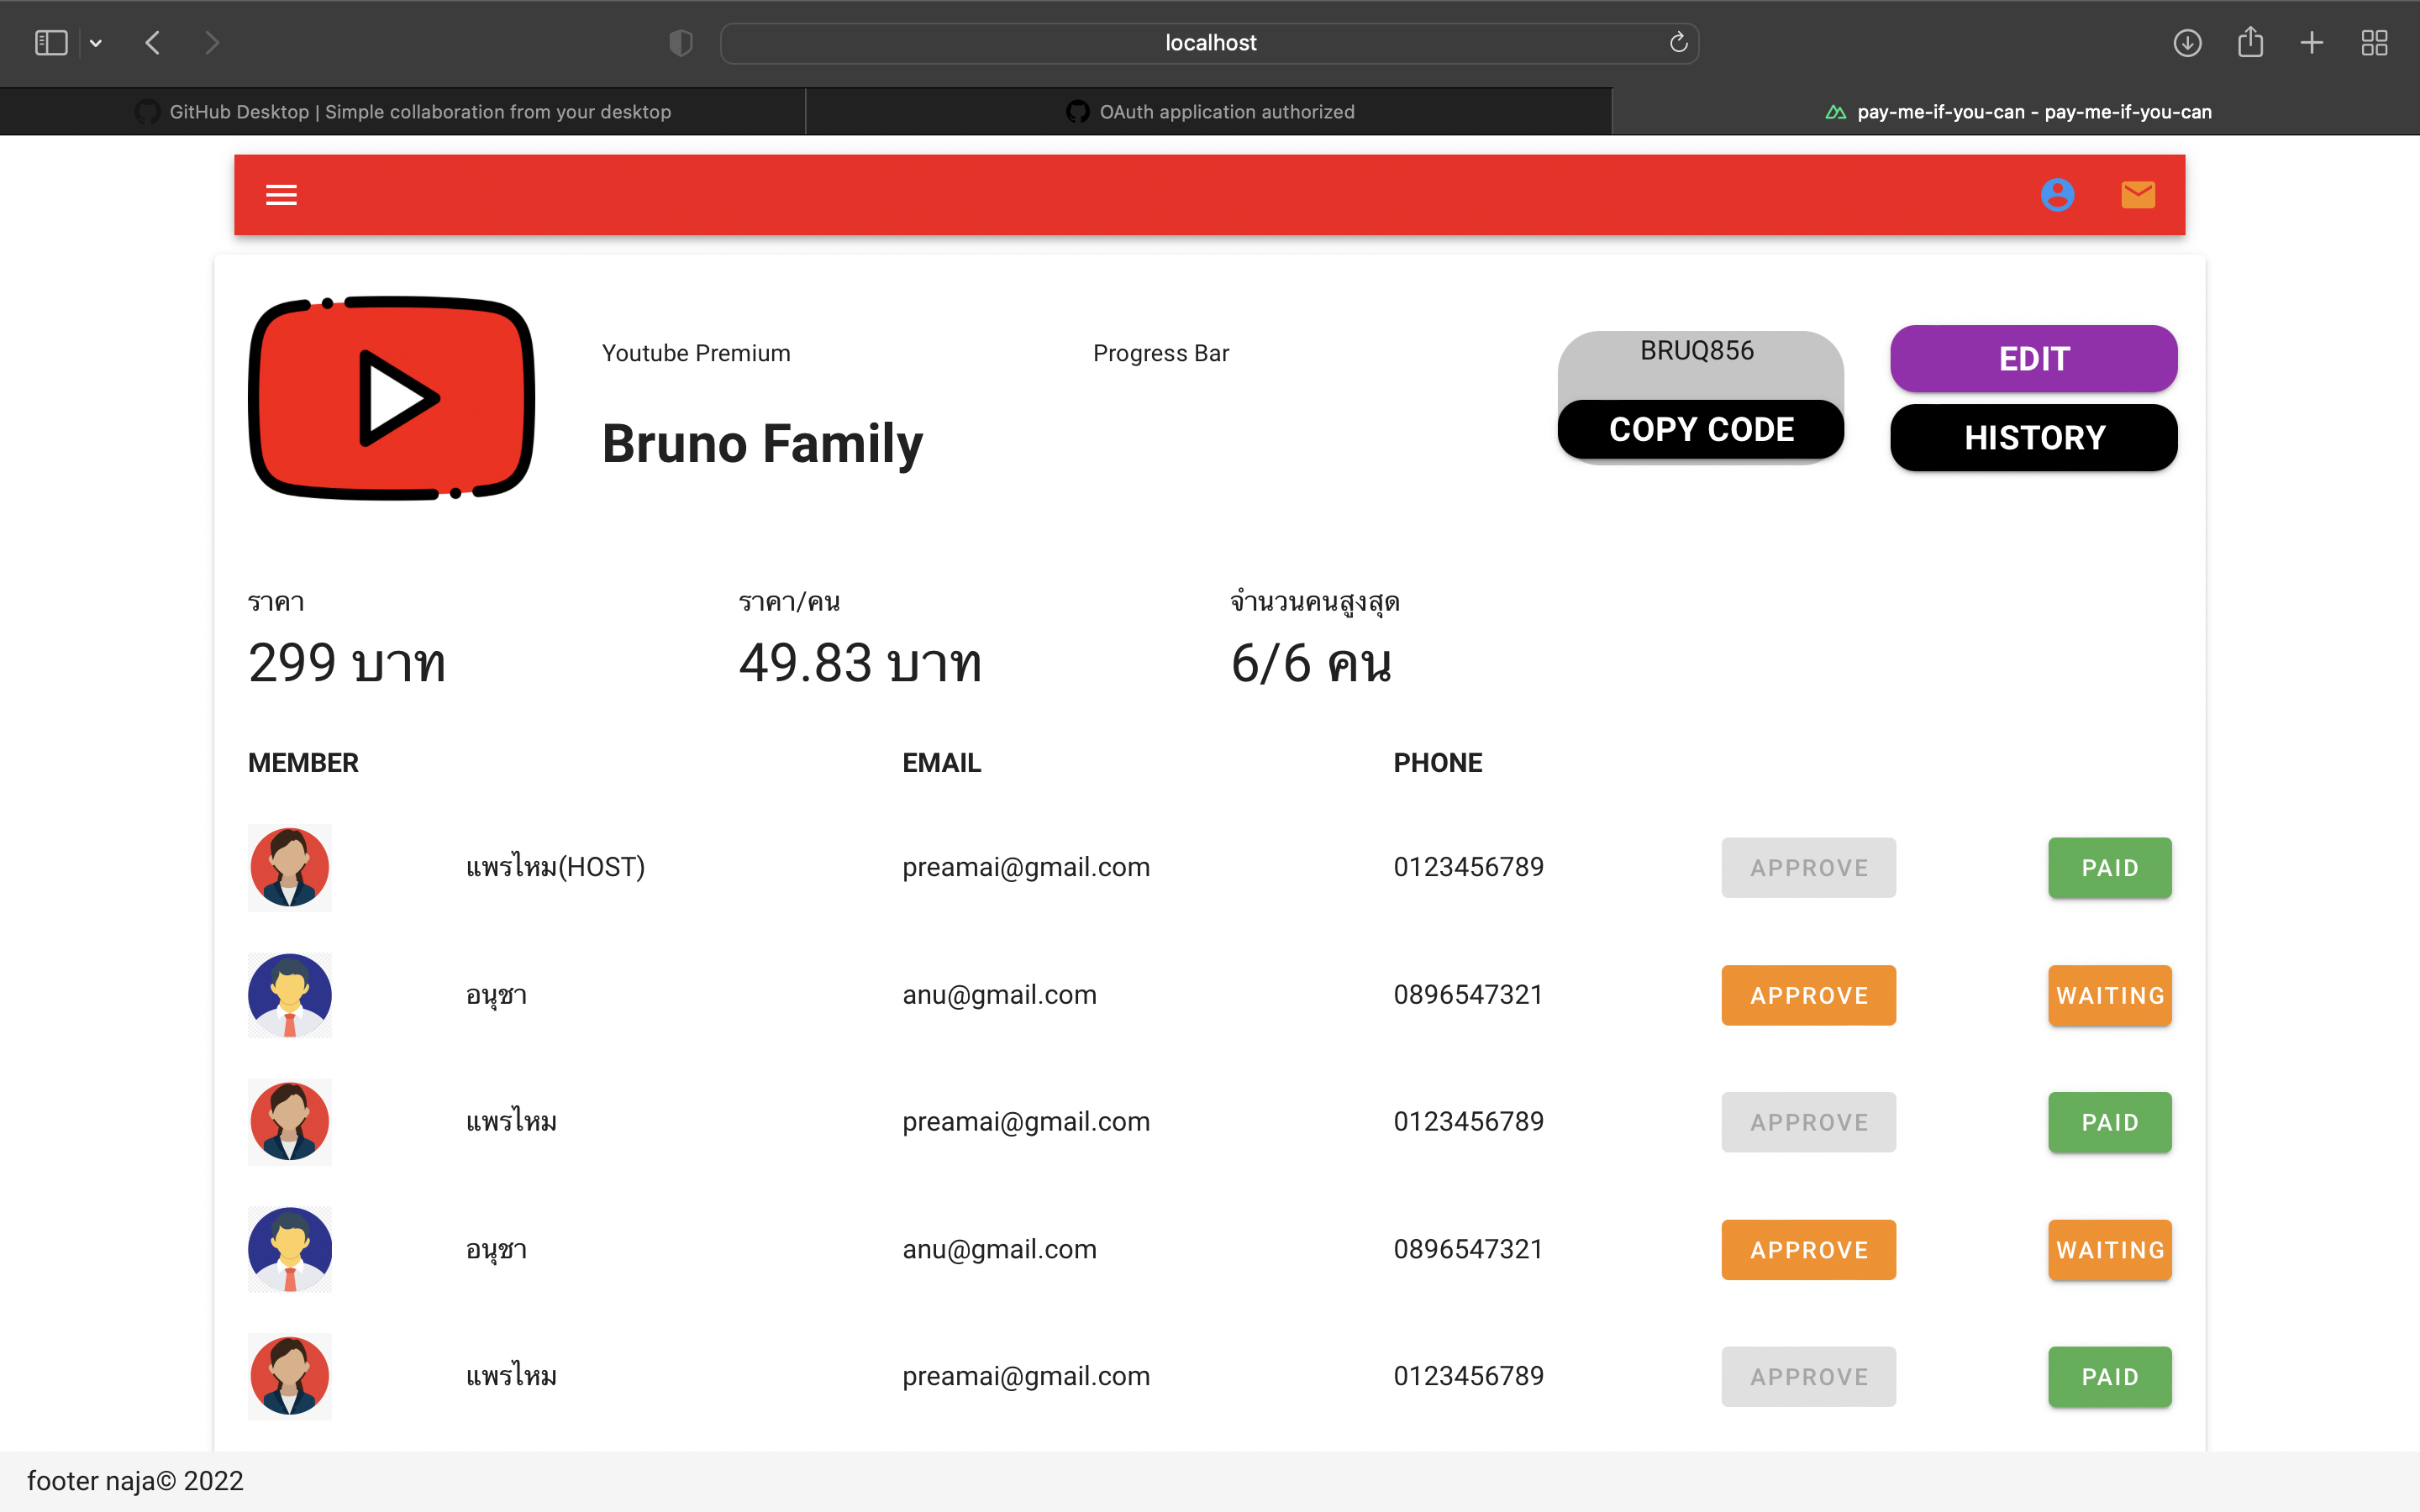 localhost
GitHub Desktop | Simple collaboration from your desktop
OAuth application authorized
pay-me-if-you-can - pay-me-if-you-can
Youtube Premium
Progress Bar
BRUQ856
EDIT
Bruno Family
COPY CODE
HISTORY
ราคา
ราคา/คน
จำนวนคนสูงสุด
299 บาท
49.83 บาท
6/6 คน
MEMBER EMAIL PHONE
แพรไหม(HOST) preamai@gmail.com 0123456789 APPROVE PAID
อนุชา anu@gmail.com 0896547321 APPROVE WAITING
แพรไหม preamai@gmail.com 0123456789 APPROVE PAID
อนุชา anu@gmail.com 0896547321 APPROVE WAITING
แพรไหม preamai@gmail.com 0123456789 APPROVE PAID
footer naja© 2022